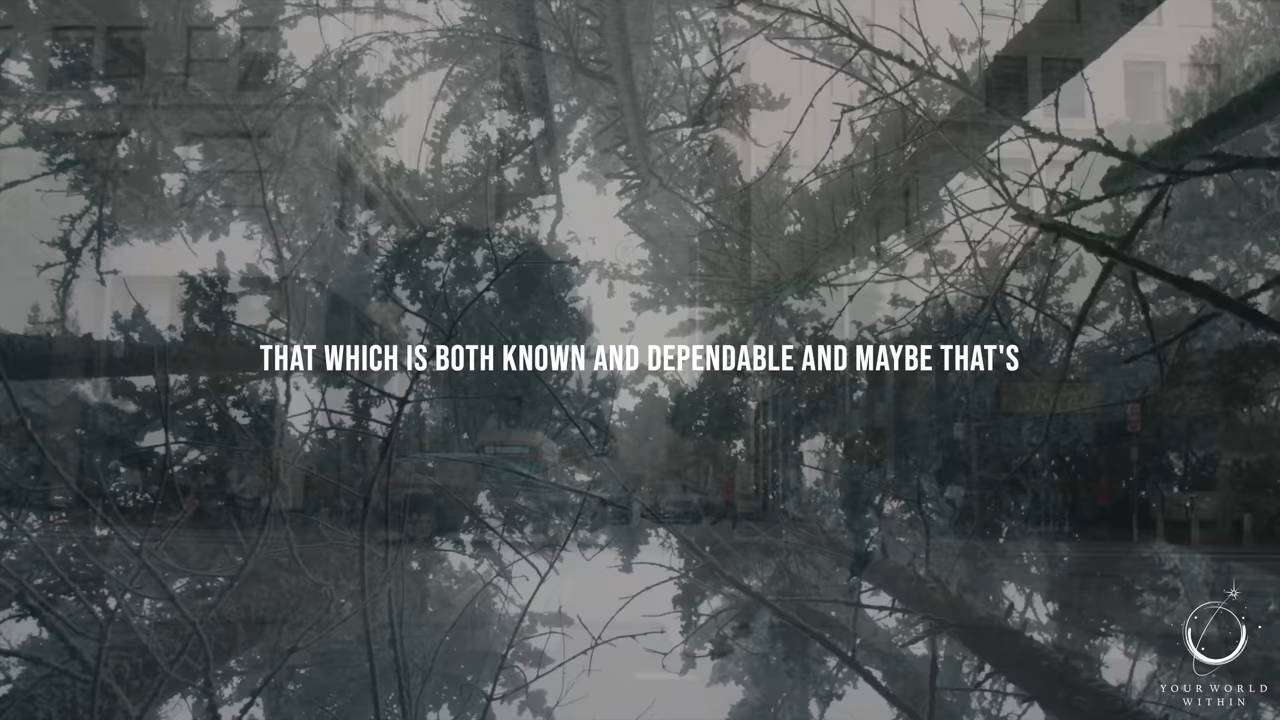 THAT WHICH IS BOTH KNOWN AND DEPENDABLE AND MAYBE THAT'S
YOUR WORLD
WITHIN